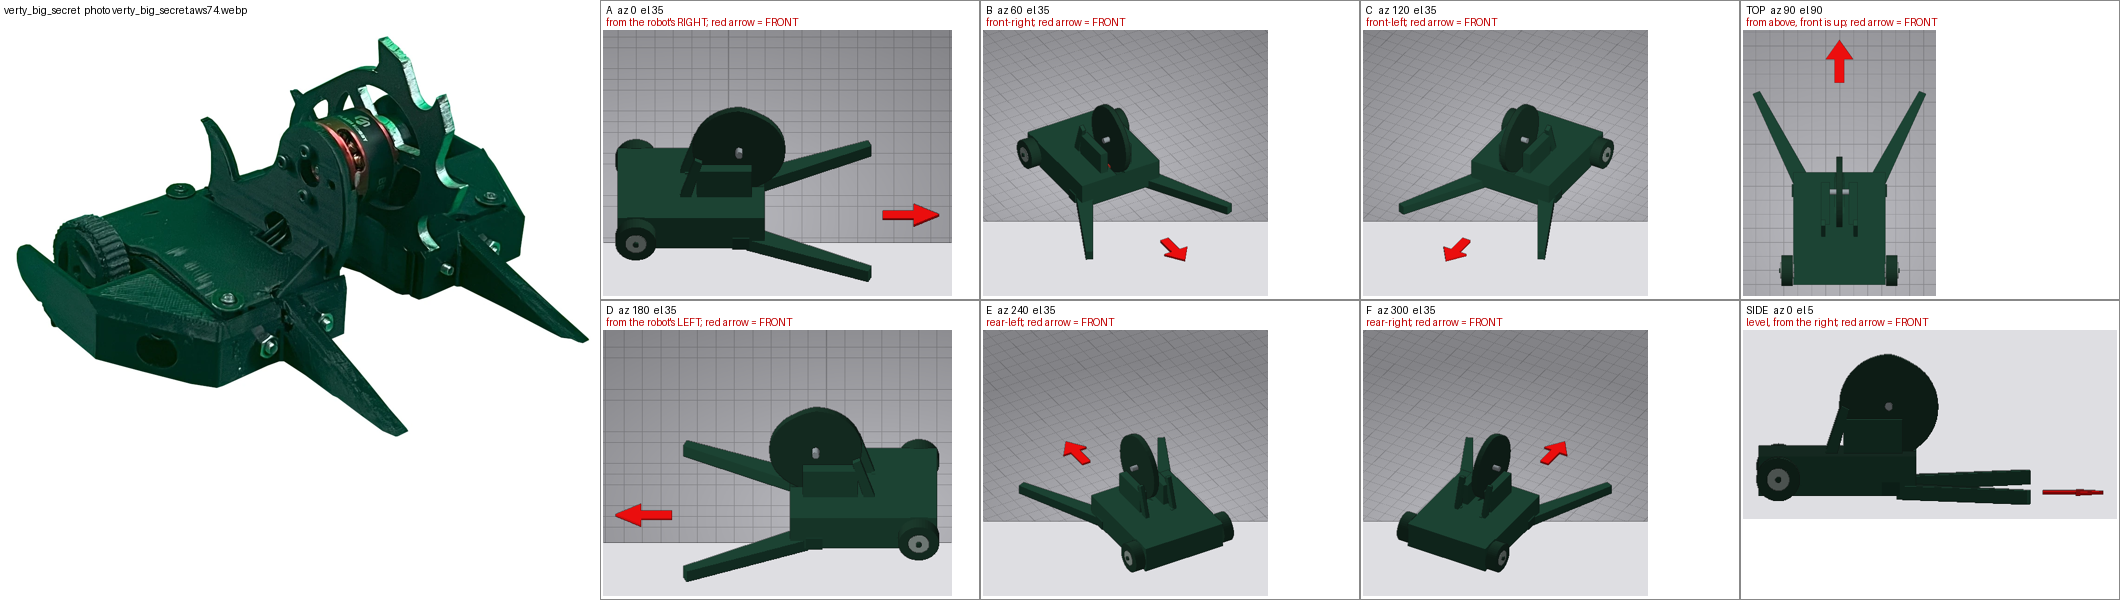 verty_big_secret photo verty_big_secret.aws74.webp
A az 0 el 35
from the robot's RIGHT; red arrow = FRONT
B az 60 el 35
front-right; red arrow = FRONT
C az 120 el 35
front-left; red arrow = FRONT
TOP az 90 el 90
from above, front is up; red arrow = FRONT
D az 180 el 35
from the robot's LEFT; red arrow = FRONT
E az 240 el 35
rear-left; red arrow = FRONT
F az 300 el 35
rear-right; red arrow = FRONT
SIDE az 0 el 5
level, from the right; red arrow = FRONT